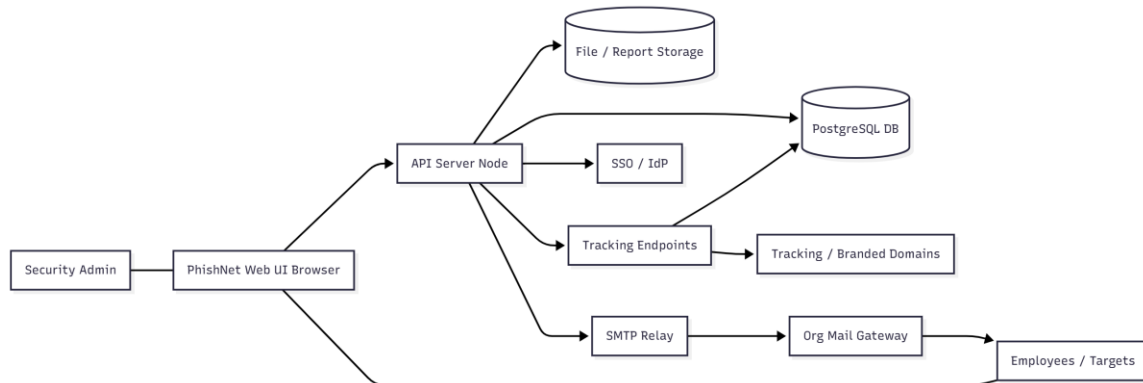 File / Report Storage
PostgreSQL DB
API Server Node
SSO / IdP
Tracking Endpoints
Tracking / Branded Domains
Security Admin
PhishNet Web UI Browser
SMTP Relay
Org Mail Gateway
Employees / Targets